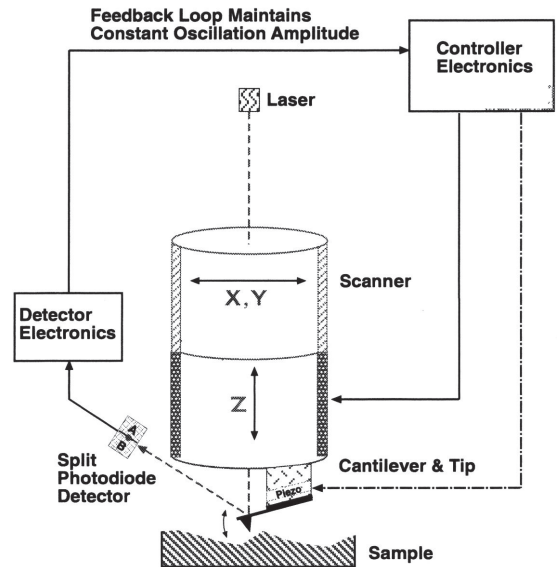 Feedback Loop Maintains
Constant Oscillation Amplitude
Controller
Electronics
Laser
X, Y
Scanner
Detector
Electronics
Z
A
B
Split
Photodiode
Detector
Cantilever & Tip
Piezo
Sample